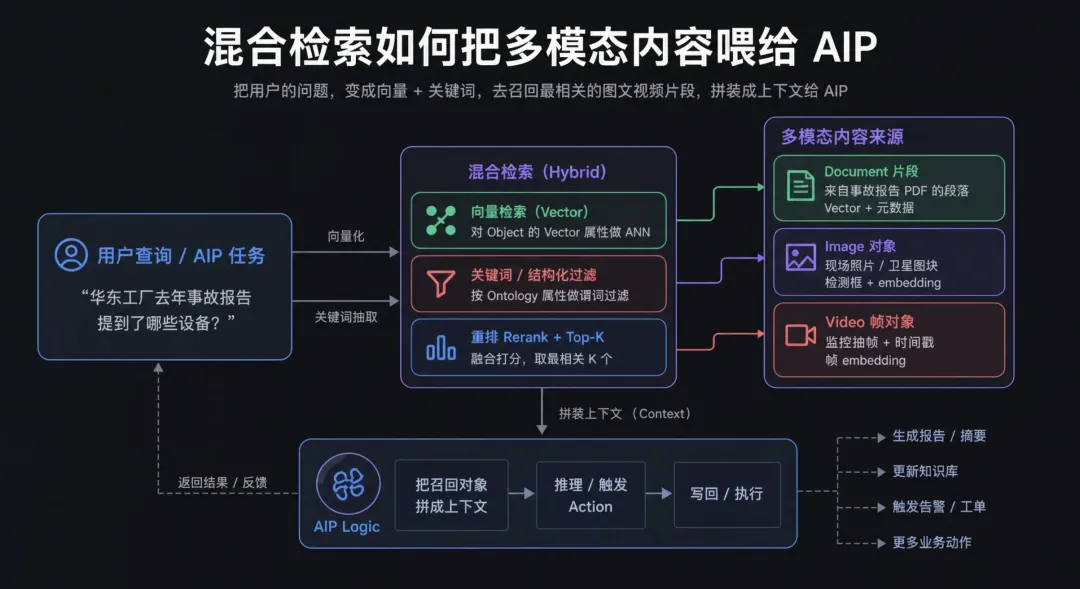 混合检索如何把多模态内容喂给 AIP
把用户的问题，变成向量 + 关键词，去召回最相关的图文视频片段，拼装成上下文给 AIP
用户查询 / AIP 任务
“华东工厂去年事故报告
提到了哪些设备？”
向量化
关键词抽取
混合检索（Hybrid）
向量检索（Vector）
对 Object 的 Vector 属性做 ANN
关键词 / 结构化过滤
按 Ontology 属性做谓词过滤
重排 Rerank + Top-K
融合打分，取最相关 K 个
多模态内容来源
Document 片段
来自事故报告 PDF 的段落
Vector + 元数据
Image 对象
现场照片 / 卫星图块
检测框 + embedding
Video 帧对象
监控抽帧 + 时间戳
帧 embedding
拼装上下文 （Context）
返回结果 / 反馈
AIP Logic
把召回对象
拼成上下文
推理 / 触发
Action
写回 / 执行
生成报告 / 摘要
更新知识库
触发告警 / 工单
更多业务动作